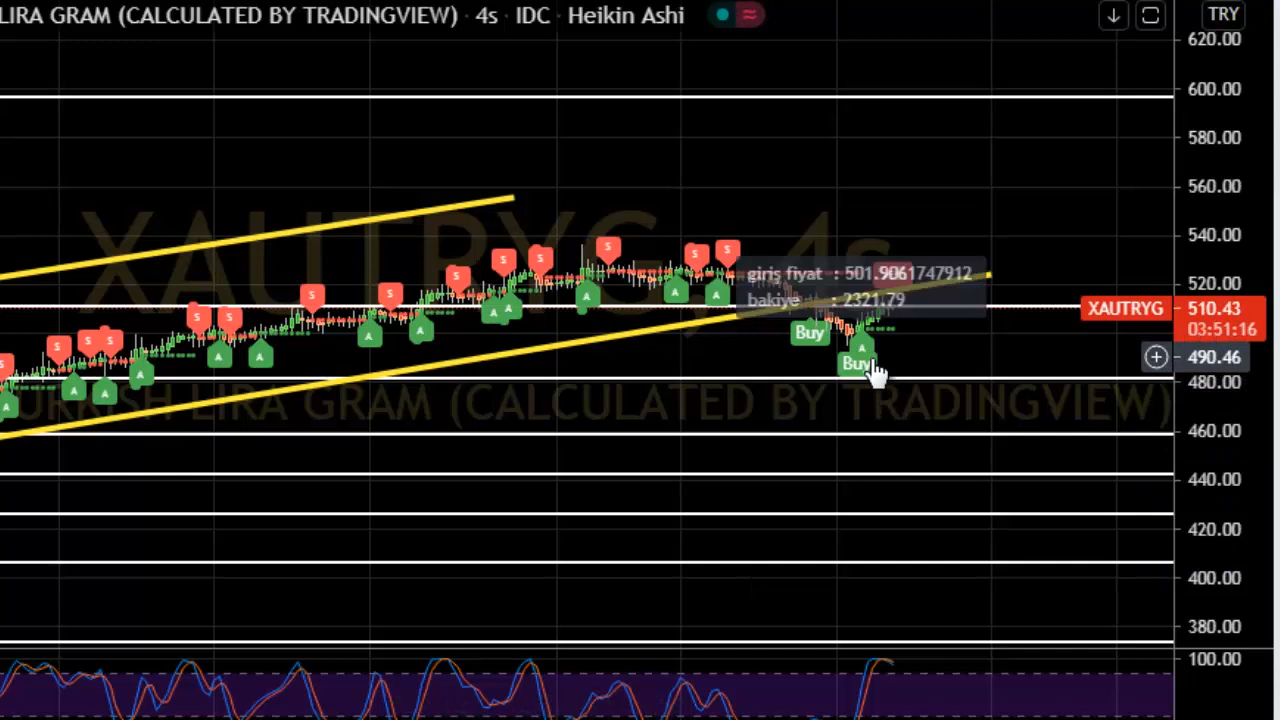 LIRA GRAM (CALCULATED BY TRADINGVIEW) · 4s · IDC · Heikin Ashi
TRY
620.00
600.00
580.00
560.00
540.00
520.00
XAUTRYG 510.43
03:51:16
490.46
480.00
460.00
440.00
420.00
400.00
380.00
100.00
XAUTRYG, 4s
TURKISH LIRA GRAM (CALCULATED BY TRADINGVIEW)
giriş fiyat : 501.9061747912
bakiye : 2321.79
S S S S S S S S S S S S S S
A A A A A A A A A A A A A A
Buy
Buy